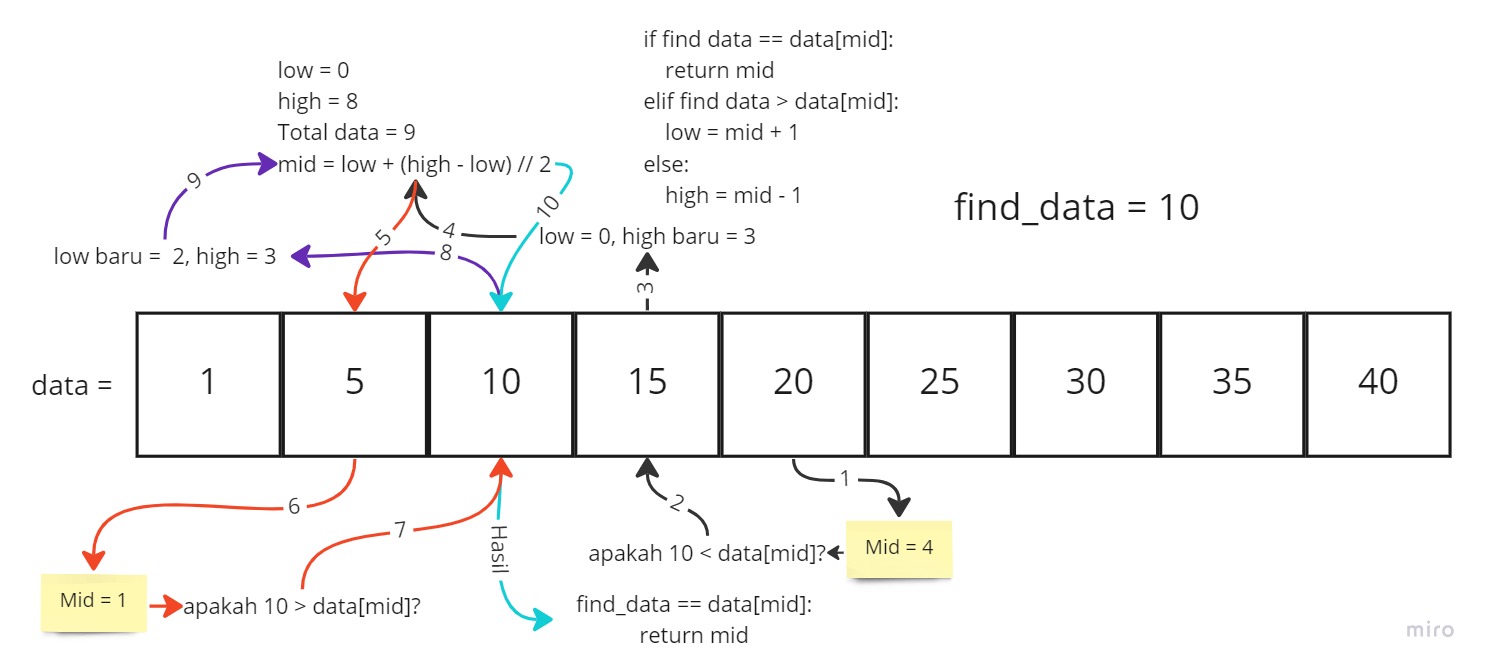 if find data == data[mid]:
return mid
elif find data > data[mid]:
low = mid + 1
else:
high = mid - 1
low = 0
high = 8
Total data = 9
mid = low + (high - low) // 2
find_data = 10
9
10
5
4
8
low baru =  2, high = 3
low = 0, high baru = 3
3
data =
1
5
10
15
20
25
30
35
40
6
7
Hasil
2
1
Mid = 1
apakah 10 > data[mid]?
apakah 10 < data[mid]?
Mid = 4
find_data == data[mid]:
return mid
miro